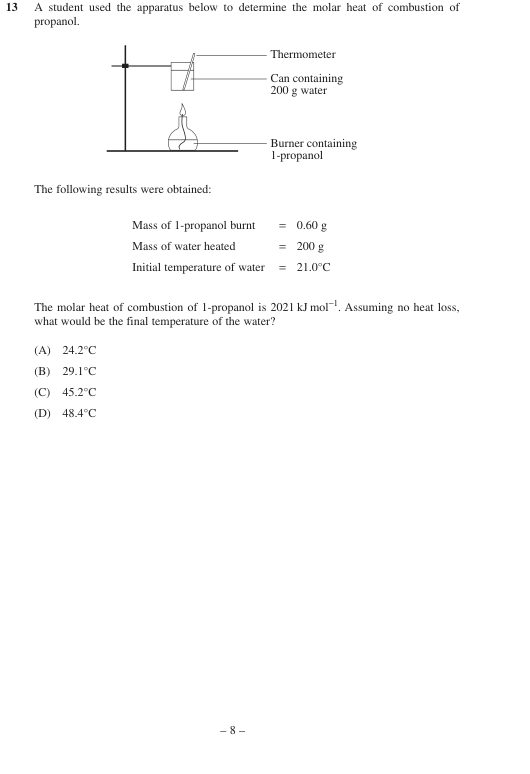 13 A student used the apparatus below to determine the molar heat of combustion of
propanol.
Thermometer
Can containing
200 g water
Burner containing
1-propanol
The following results were obtained:
Mass of 1-propanol burnt = 0.60 g
Mass of water heated = 200 g
Initial temperature of water = 21.0°C
The molar heat of combustion of 1-propanol is 2021 kJ mol⁻¹. Assuming no heat loss,
what would be the final temperature of the water?
(A) 24.2°C
(B) 29.1°C
(C) 45.2°C
(D) 48.4°C
– 8 –